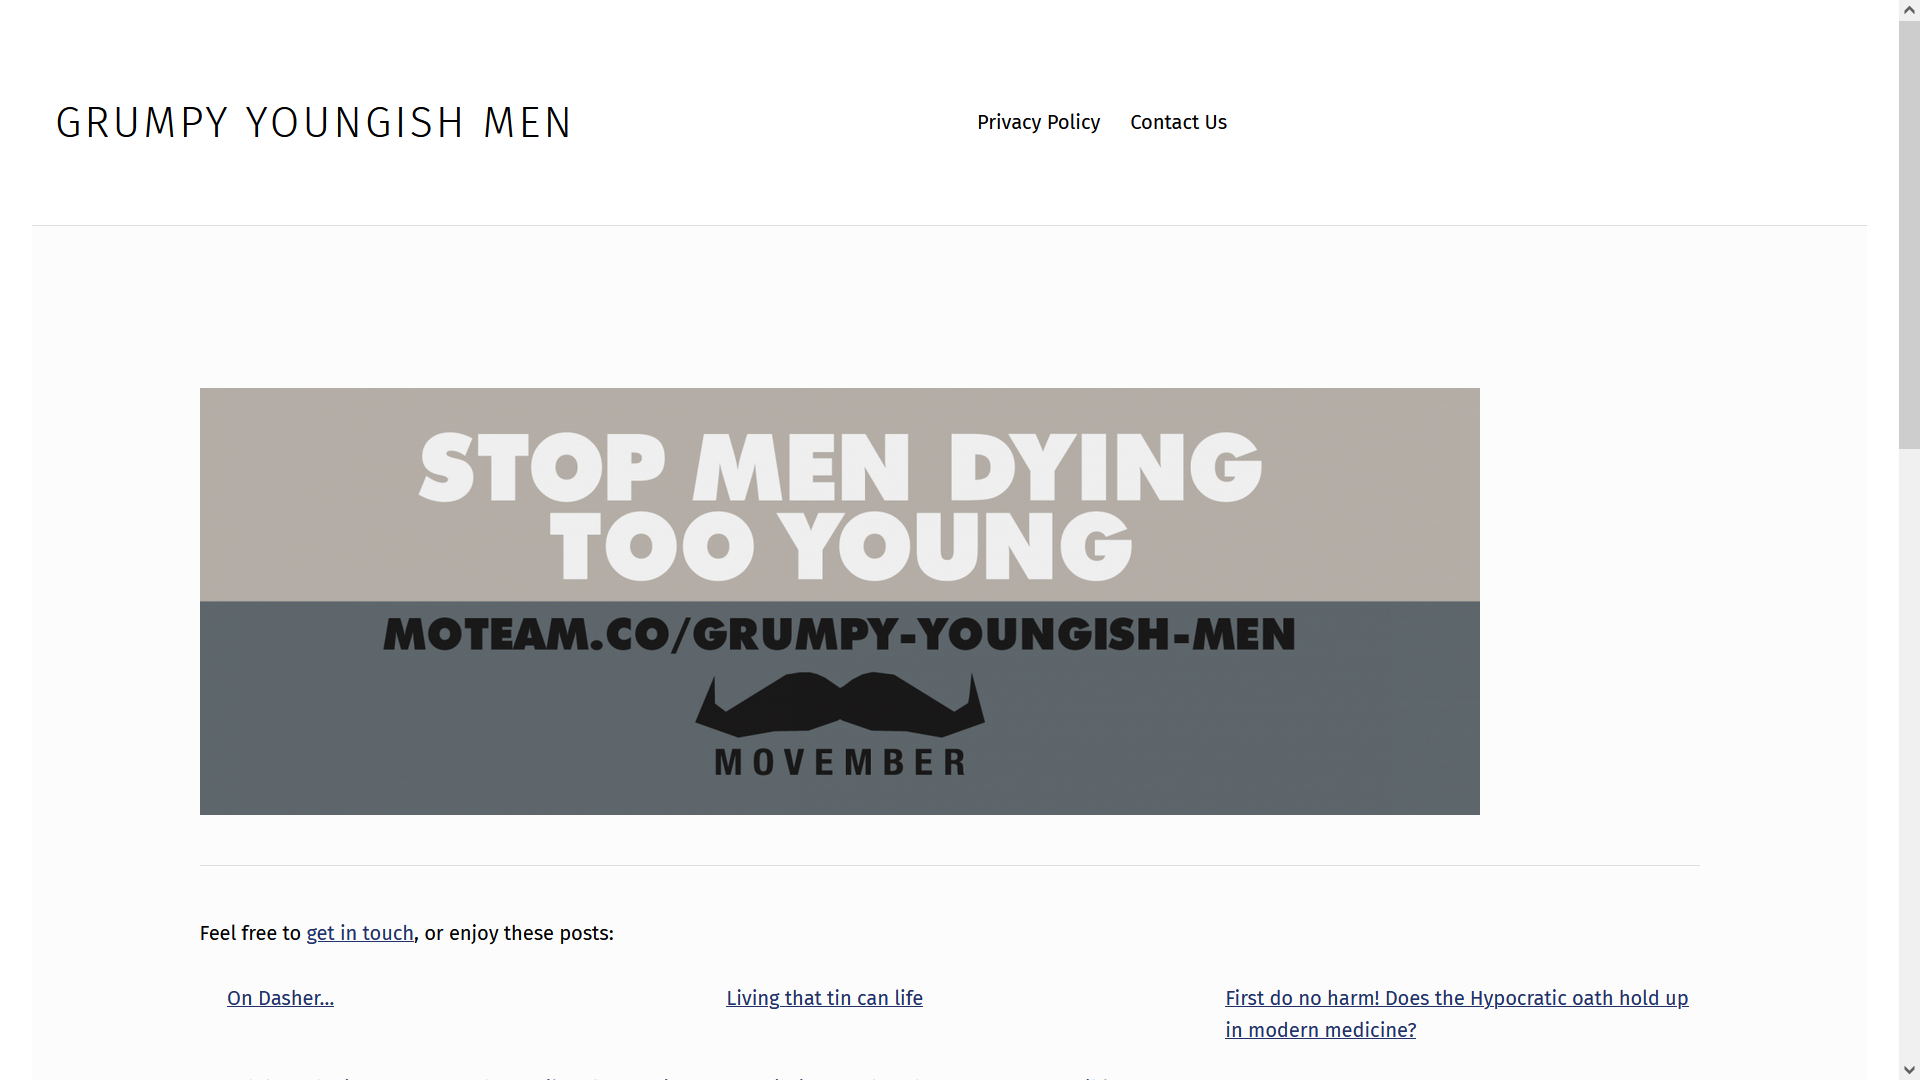 GRUMPY YOUNGISH MEN
Privacy Policy
Contact Us
STOP MEN DYING
TOO YOUNG
MOTEAM.CO/GRUMPY-YOUNGISH-MEN
MOVEMBER
Feel free to get in touch, or enjoy these posts:
On Dasher...
Living that tin can life
First do no harm! Does the Hypocratic oath hold up
in modern medicine?